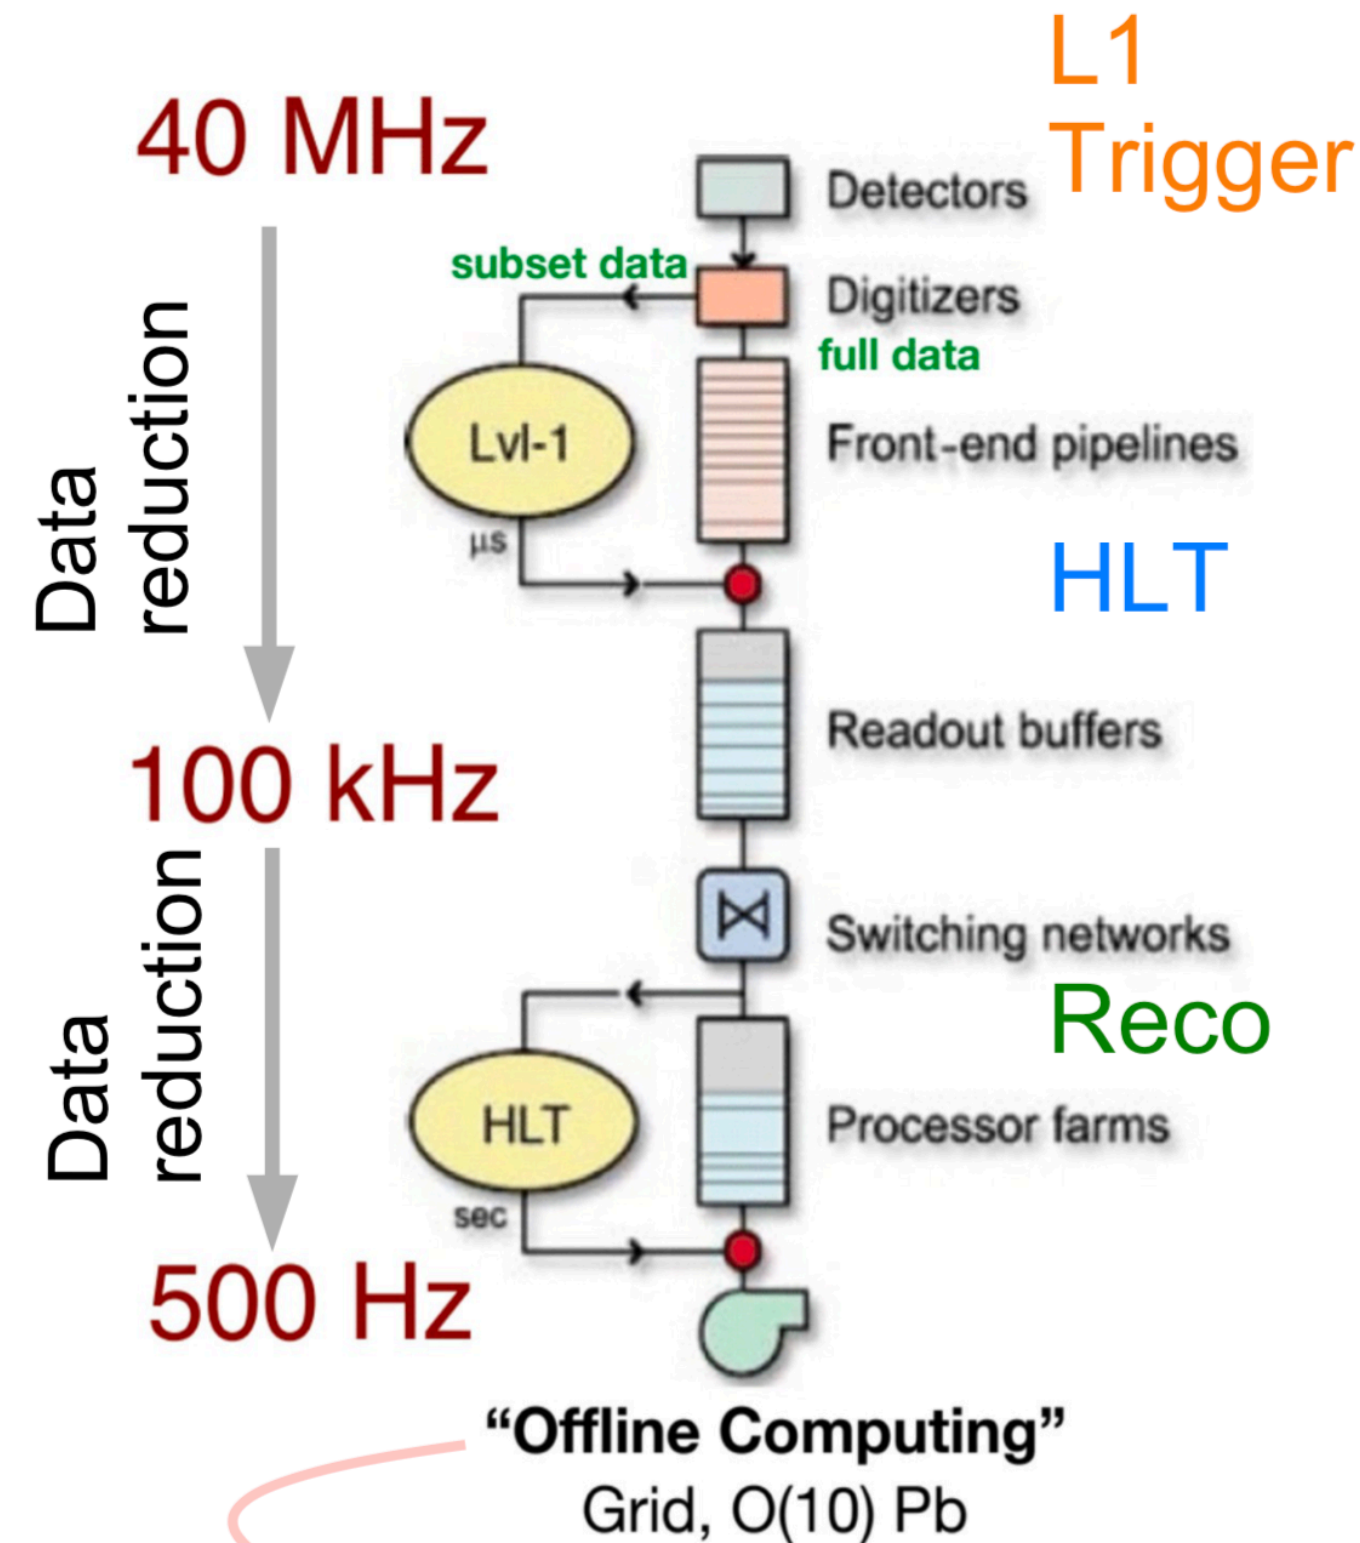 L1
Trigger
40 MHz
Detectors
subset data
Digitizers
full data
Data
reduction
Lvl-1
Front-end pipelines
μs
HLT
Readout buffers
100 kHz
Data
reduction
Switching networks
Reco
HLT
Processor farms
sec
500 Hz
“Offline Computing”
Grid, O(10) Pb